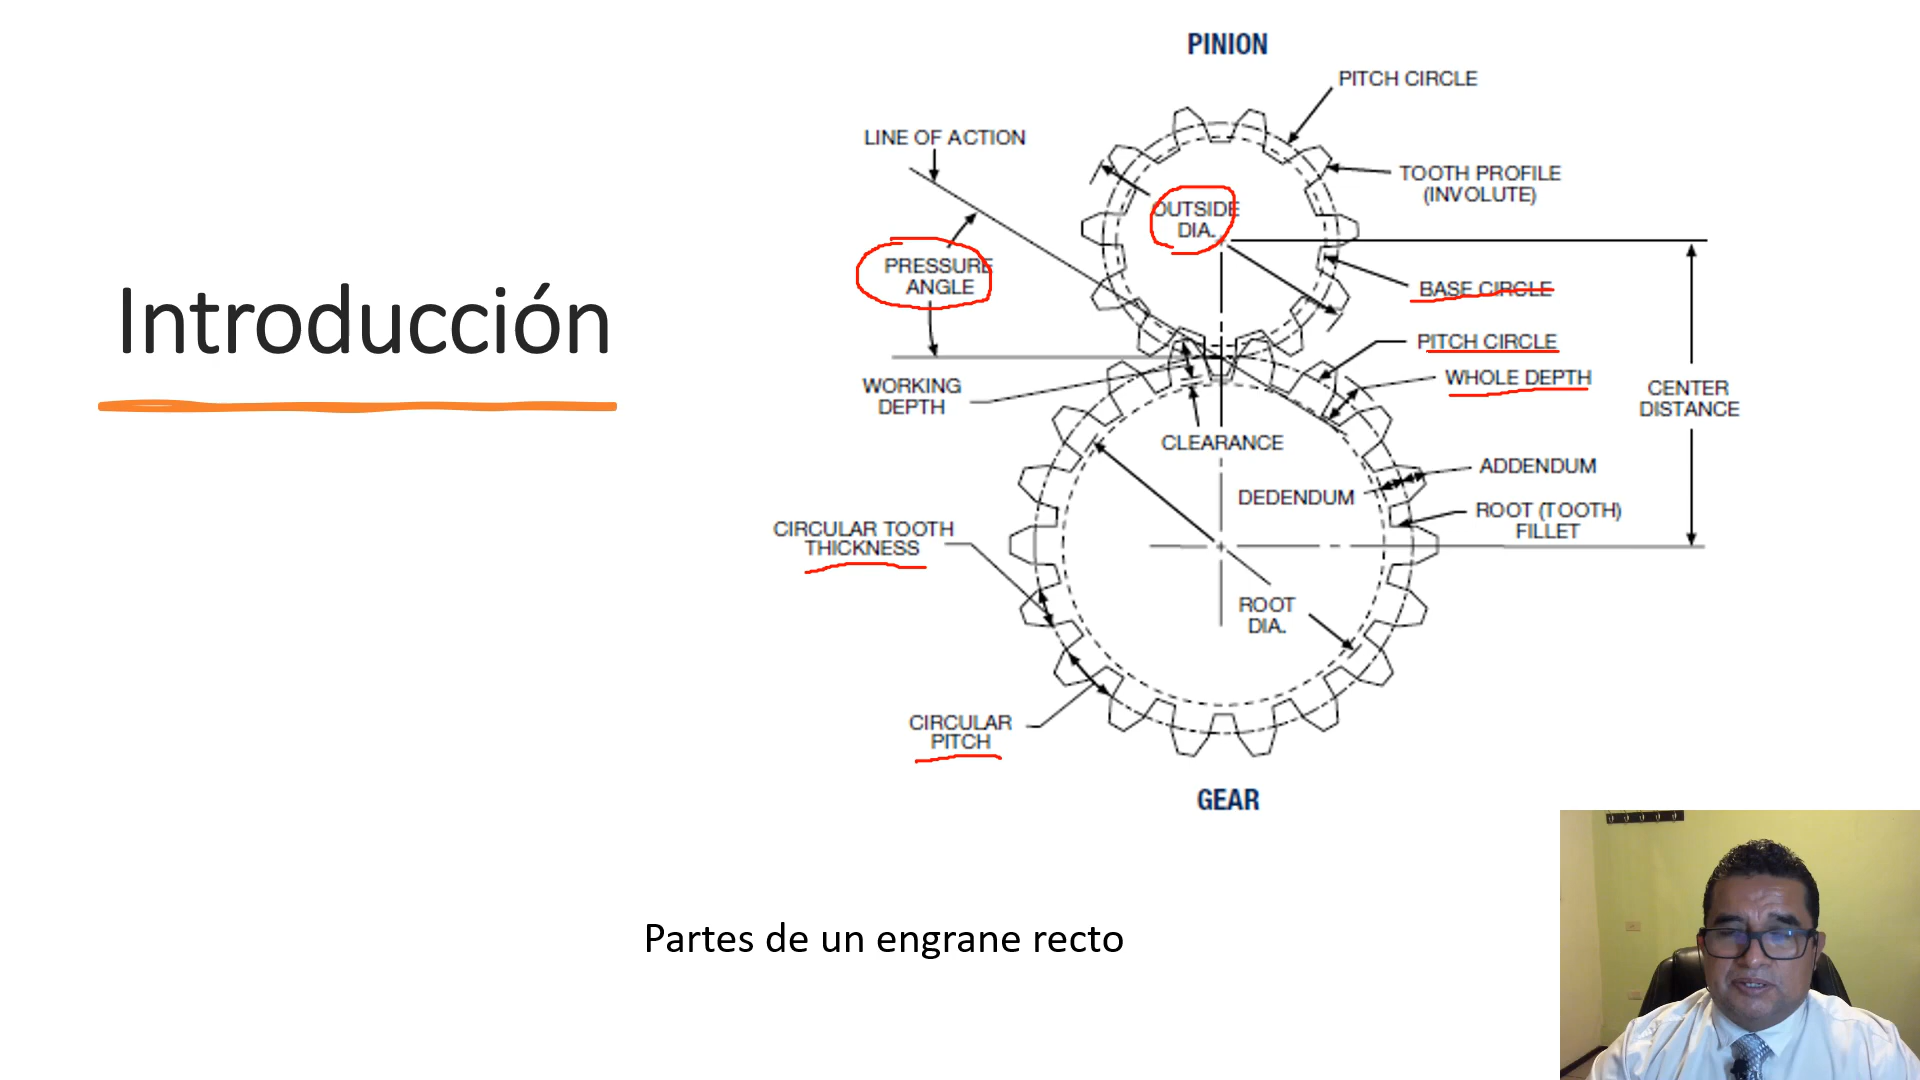 Introducción
PINION
PITCH CIRCLE
LINE OF ACTION
TOOTH PROFILE
(INVOLUTE)
OUTSIDE
DIA.
PRESSURE
ANGLE
BASE CIRCLE
PITCH CIRCLE
WORKING
DEPTH
WHOLE DEPTH
CENTER
DISTANCE
CLEARANCE
ADDENDUM
DEDENDUM
ROOT (TOOTH)
FILLET
CIRCULAR TOOTH
THICKNESS
ROOT
DIA.
CIRCULAR
PITCH
GEAR
Partes de un engrane recto